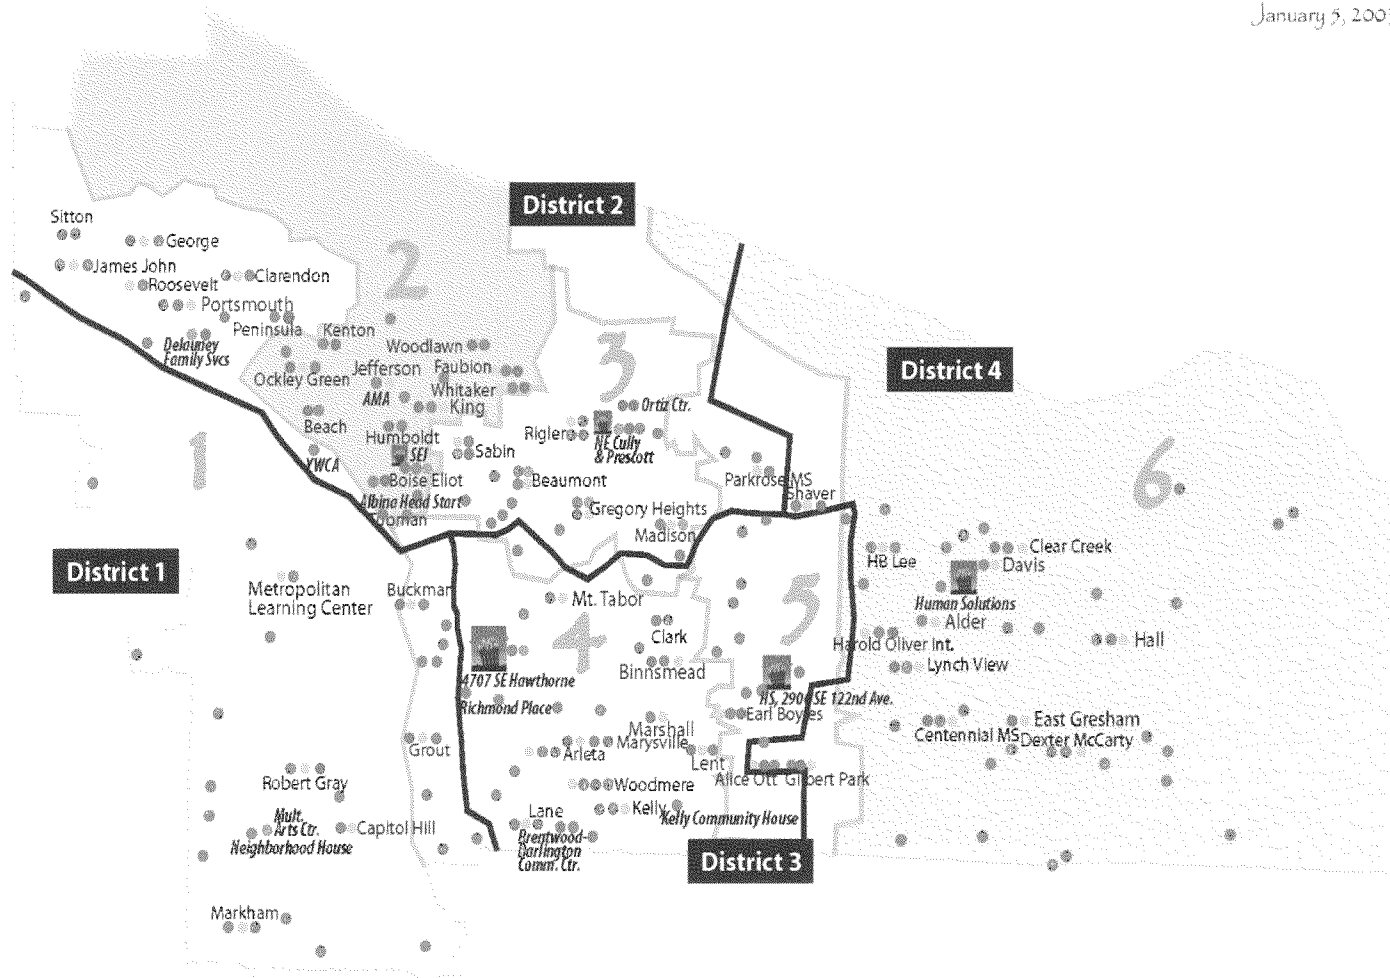 January 5, 200
District 2
Sitton
George
James John
Roosevelt
Clarendon
Portsmouth
Peninsula
Kenton
Delauney
Family Svcs
2
Woodlawn
Jefferson
Faubion
Ockley Green
Whitaker
AMA
King
Beach
Humboldt
SEI
YWCA
Boise Eliot
Albina Head Start
Tubman
Sabin
3
Ortiz Ctr.
Rigler
NE Cully
& Prescott
Beaumont
Gregory Heights
Madison
District 4
Parkrose MS
Shaver
6
1
District 1
Metropolitan
Learning Center
Buckman
Mt. Tabor
4
Clark
Binnsmead
4707 SE Hawthorne
Richmond Place
5
HS, 2900 SE 122nd Ave.
Earl Boyles
HB Lee
Clear Creek
Davis
Human Solutions
Alder
Harold Oliver Int.
Hall
Lynch View
East Gresham
Centennial MS
Dexter McCarty
Marshall
Marysville
Arleta
Lent
Grout
Alice Ott
Gilbert Park
Woodmere
Kelly
Kelly Community House
Lane
Brentwood-
Darlington
Comm. Ctr.
District 3
Robert Gray
Mult.
Arts Ctr.
Capitol Hill
Neighborhood House
Markham